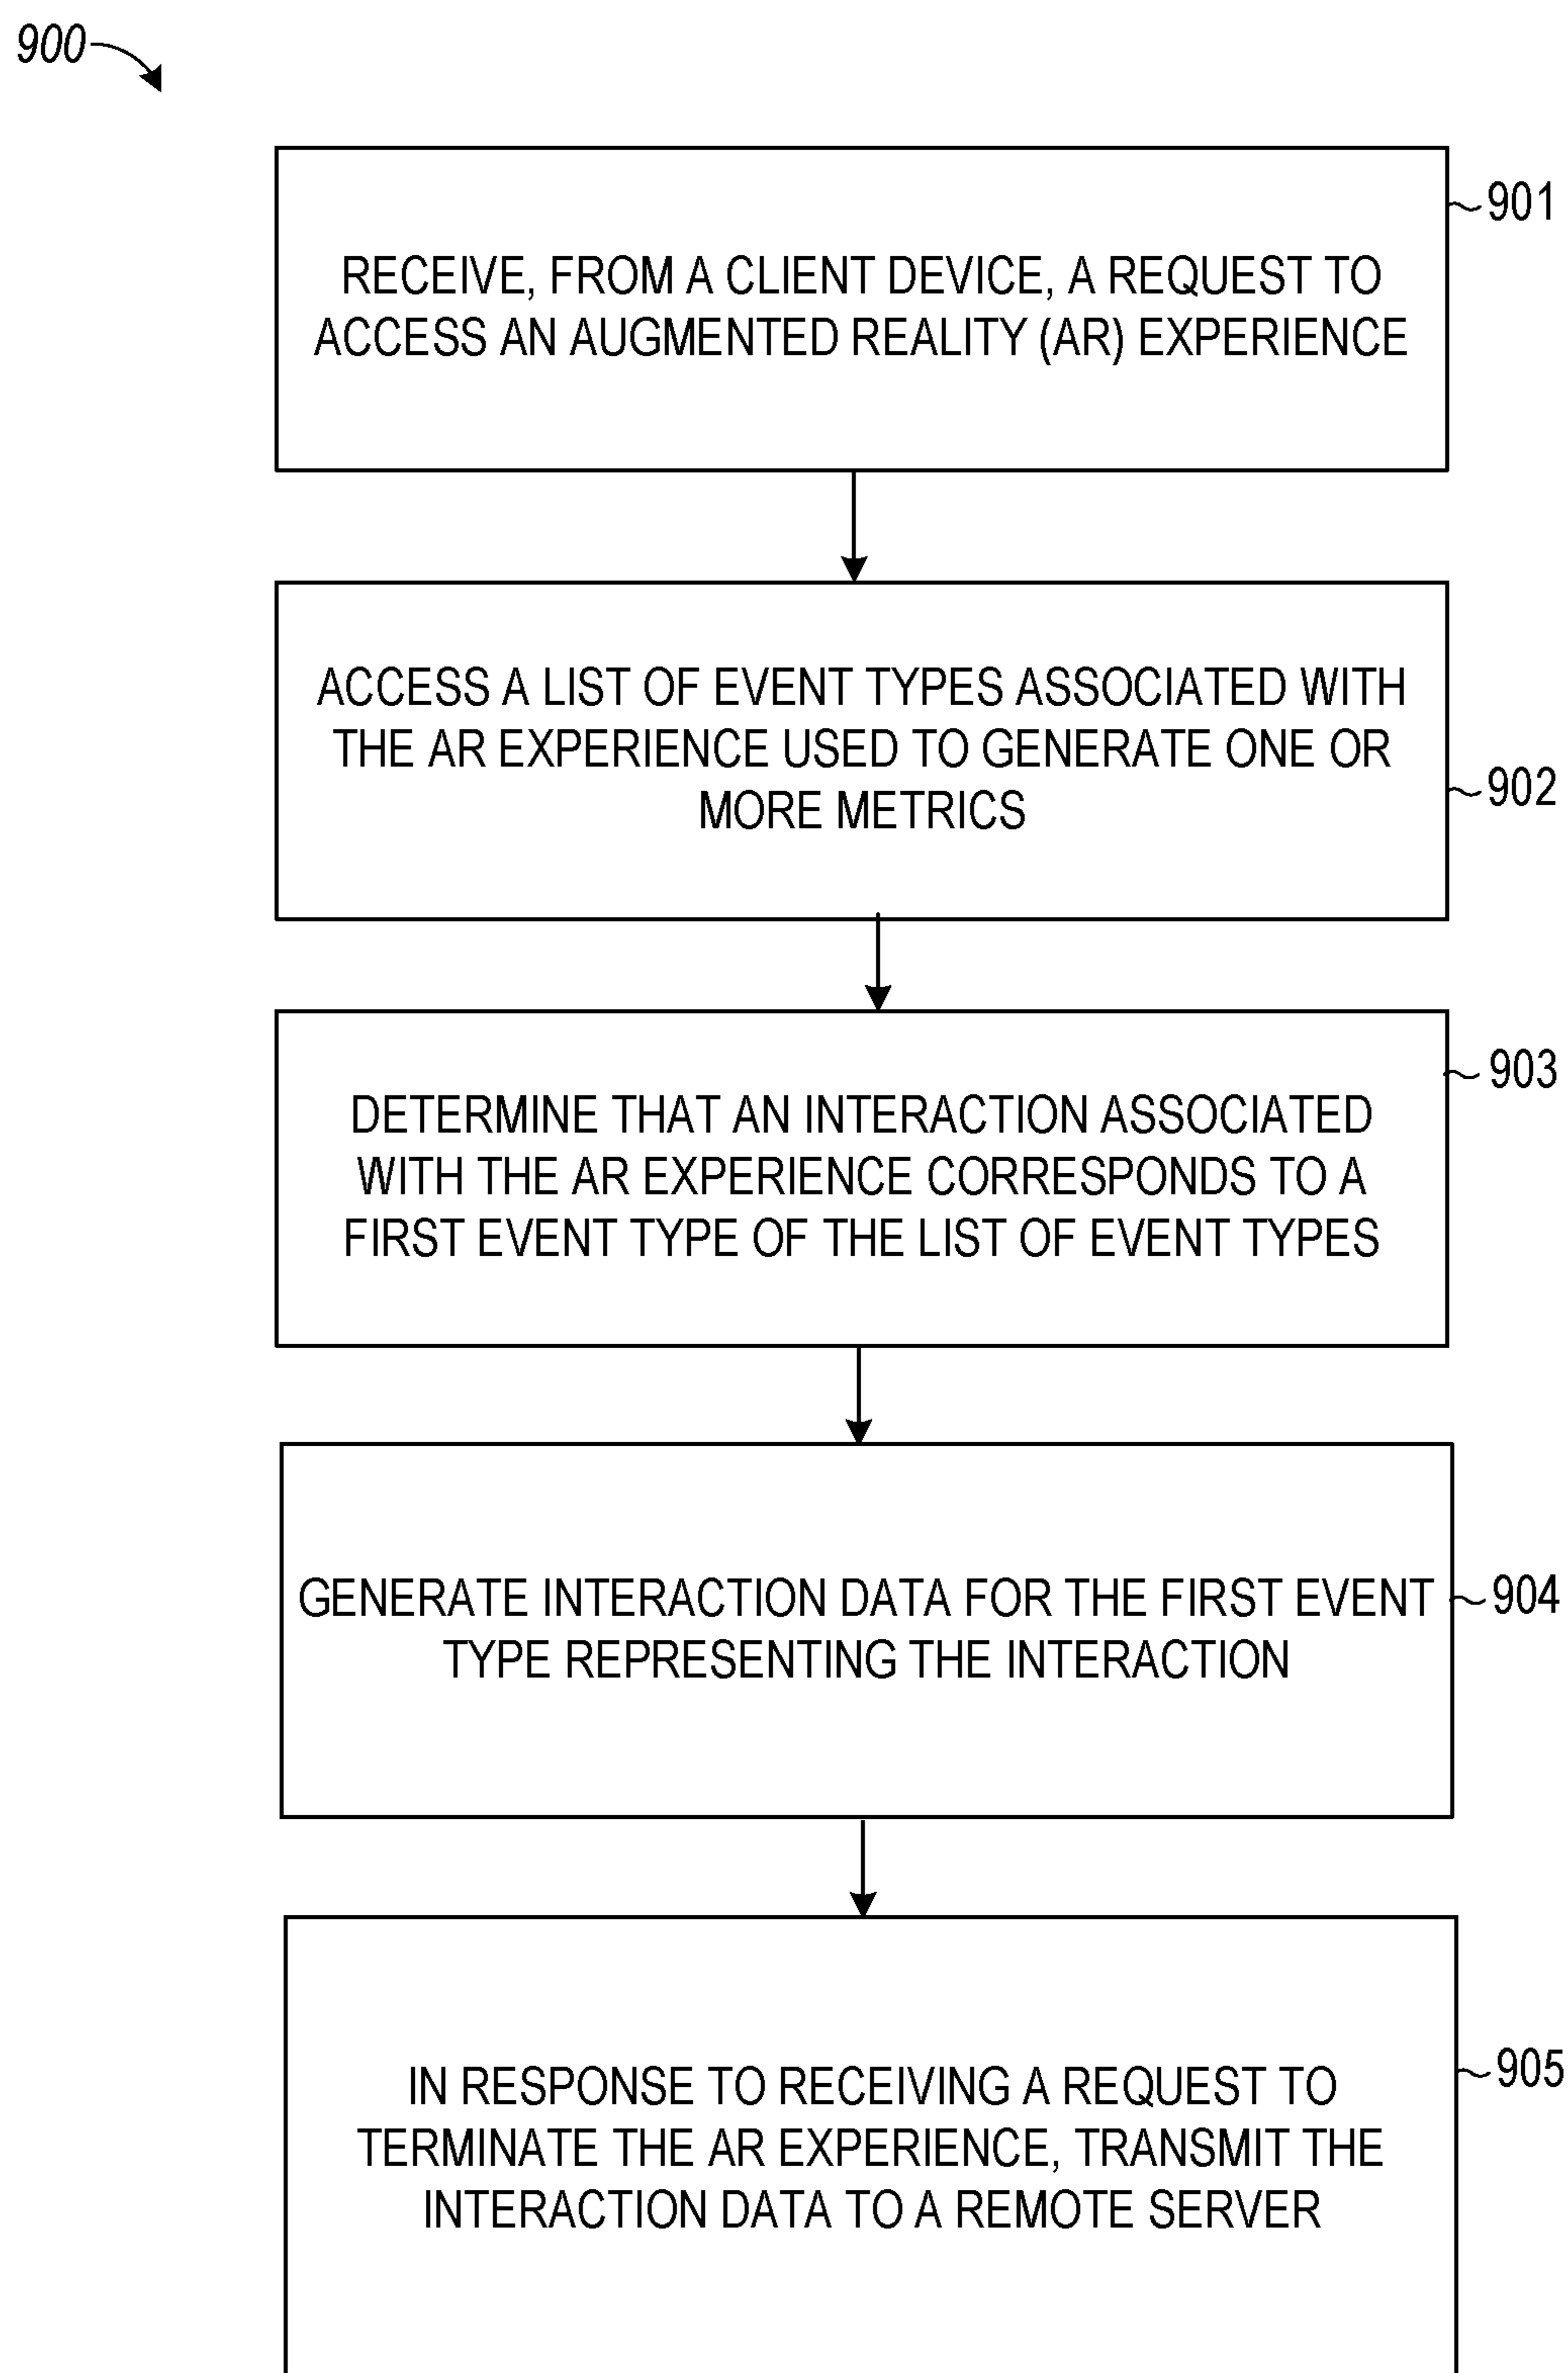 900
901
RECEIVE, FROM A CLIENT DEVICE, A REQUEST TO
ACCESS AN AUGMENTED REALITY (AR) EXPERIENCE
ACCESS A LIST OF EVENT TYPES ASSOCIATED WITH
THE AR EXPERIENCE USED TO GENERATE ONE OR
MORE METRICS
902
903
DETERMINE THAT AN INTERACTION ASSOCIATED
WITH THE AR EXPERIENCE CORRESPONDS TO A
FIRST EVENT TYPE OF THE LIST OF EVENT TYPES
GENERATE INTERACTION DATA FOR THE FIRST EVENT
TYPE REPRESENTING THE INTERACTION
904
IN RESPONSE TO RECEIVING A REQUEST TO
TERMINATE THE AR EXPERIENCE, TRANSMIT THE
INTERACTION DATA TO A REMOTE SERVER
905